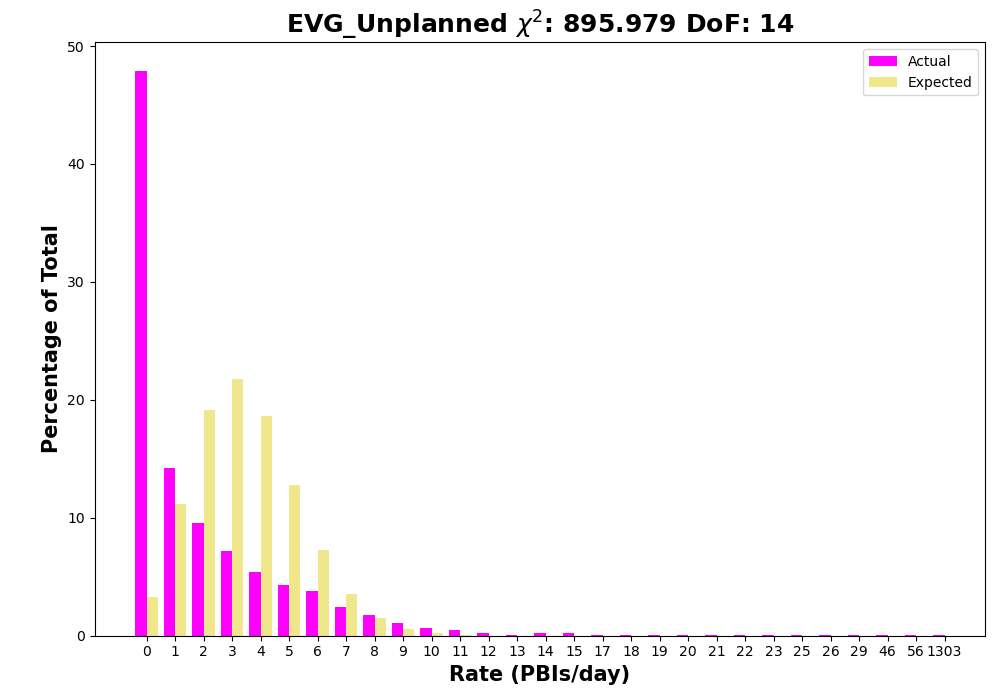 EVG_Unplanned χ²: 895.979 DoF: 14
50
40
30
20
10
0
Percentage of Total
Actual
Expected
0 1 2 3 4 5 6 7 8 9 10 11 12 13 14 15 17 18 19 20 21 22 23 25 26 29 46 56 1303
Rate (PBIs/day)